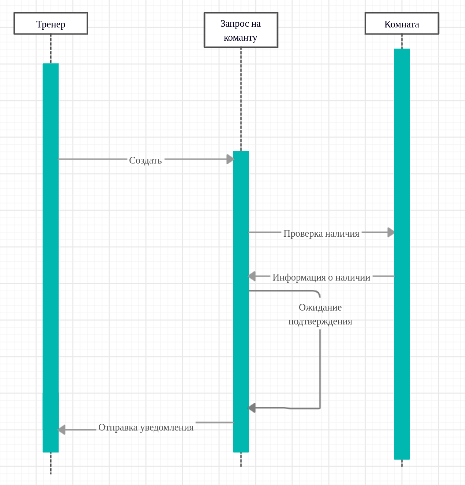 Тренер
Запрос на
команту
Комната
Создать
Проверка наличия
Информация о наличии
Ожидание
подтверждения
Отправка уведомления